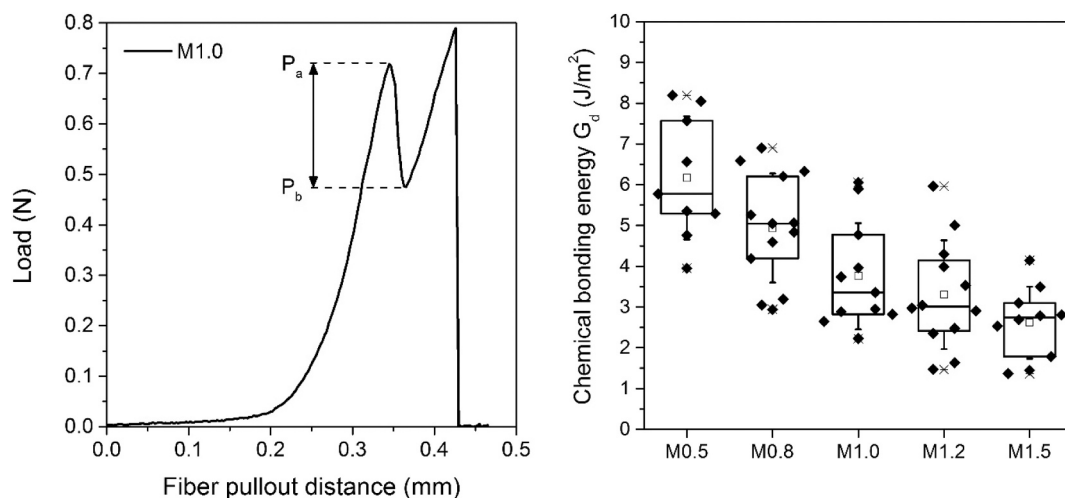 M1.0
Pa
Pb
Load (N)
0.8
0.7
0.6
0.5
0.4
0.3
0.2
0.1
0.0
0.0 0.1 0.2 0.3 0.4 0.5
Fiber pullout distance (mm)
Chemical bonding energy Gd (J/m²)
10
9
8
7
6
5
4
3
2
1
0
M0.5 M0.8 M1.0 M1.2 M1.5